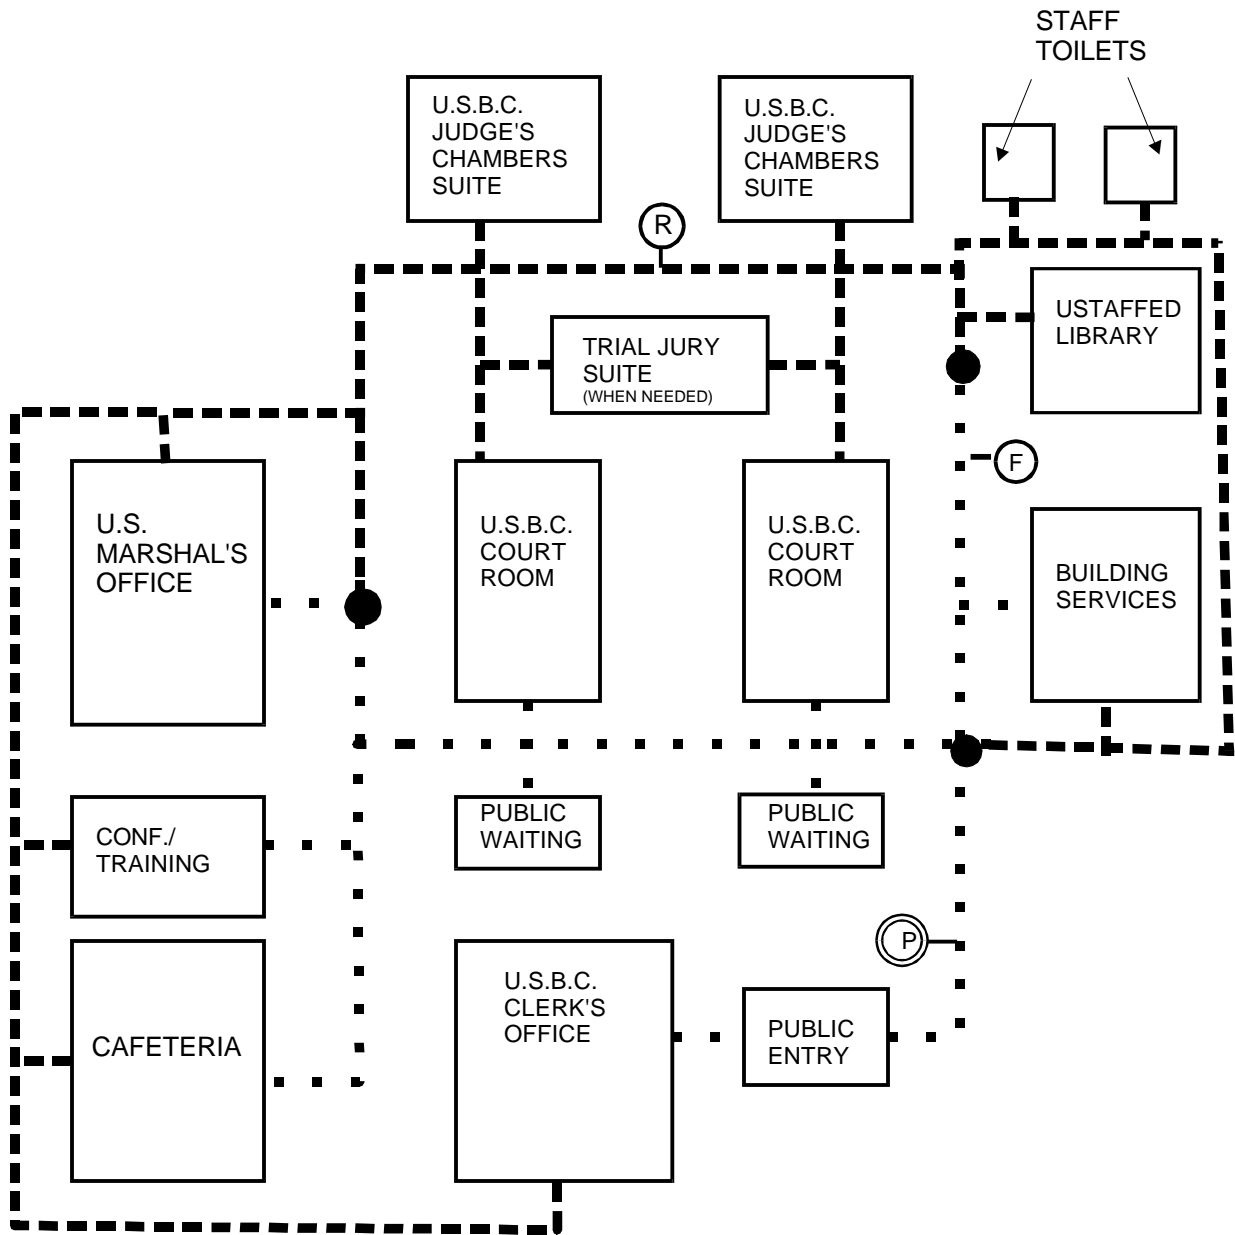 STAFF
TOILETS
U.S.B.C.
JUDGE'S
CHAMBERS
SUITE
U.S.B.C.
JUDGE'S
CHAMBERS
SUITE
R
USTAFFED
LIBRARY
TRIAL JURY
SUITE
(WHEN NEEDED)
F
U.S.
MARSHAL'S
OFFICE
U.S.B.C.
COURT
ROOM
U.S.B.C.
COURT
ROOM
BUILDING
SERVICES
CONF./
TRAINING
PUBLIC
WAITING
PUBLIC
WAITING
P
CAFETERIA
U.S.B.C.
CLERK'S
OFFICE
PUBLIC
ENTRY